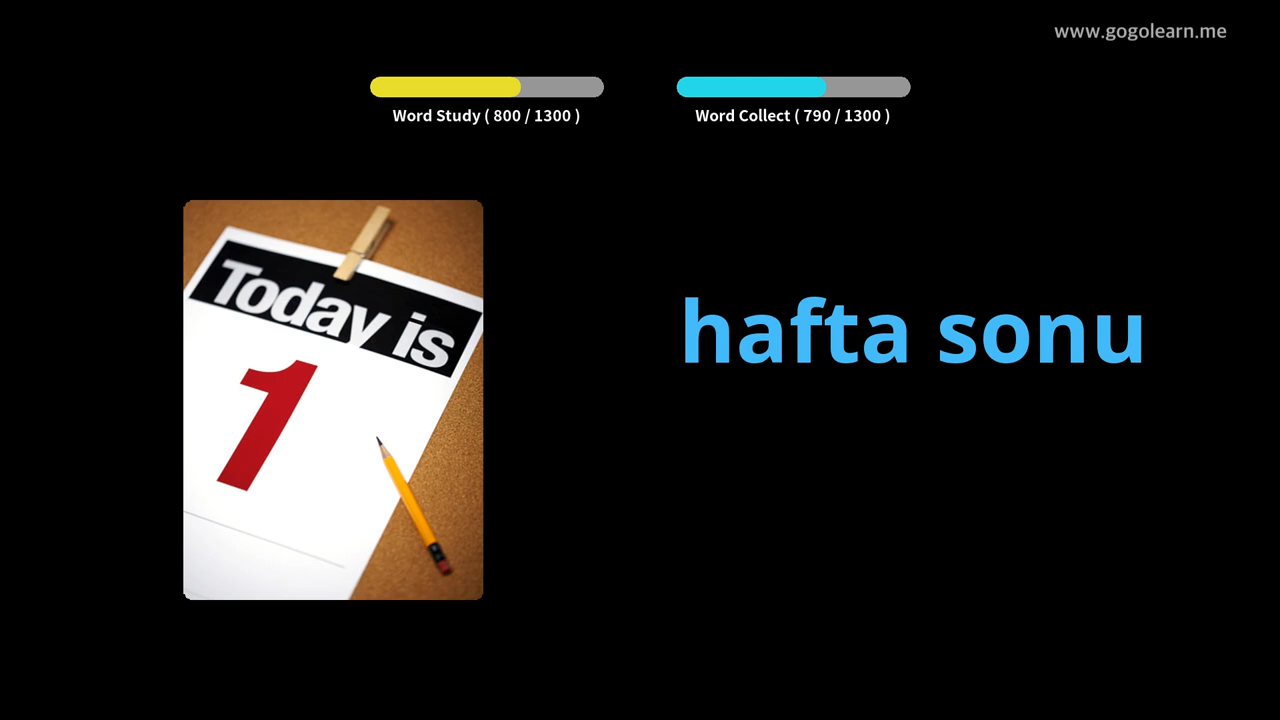 www.gogolearn.me
Word Study ( 800 / 1300 )
Word Collect ( 790 / 1300 )
Today is
1
hafta sonu